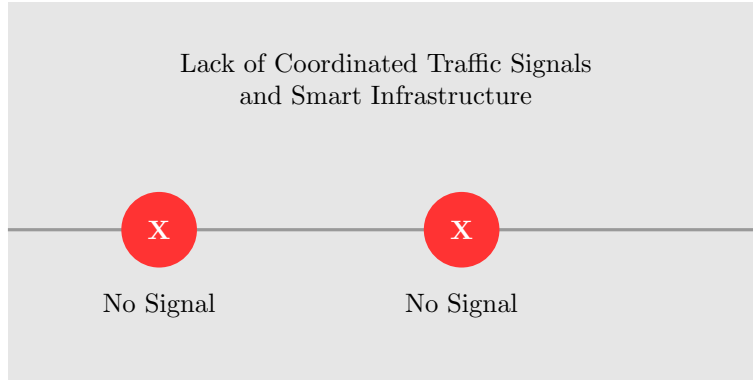 Lack of Coordinated Traffic Signals
and Smart Infrastructure
X X
No Signal No Signal